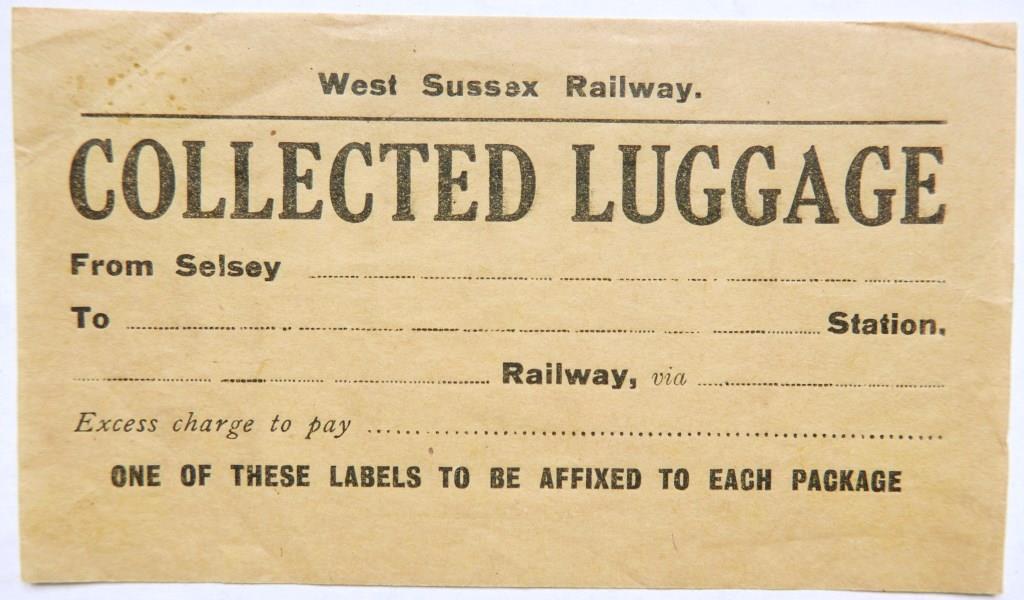 West Sussex Railway.
COLLECTED LUGGAGE
From Selsey
To Station.
Railway, via
Excess charge to pay
ONE OF THESE LABELS TO BE AFFIXED TO EACH PACKAGE